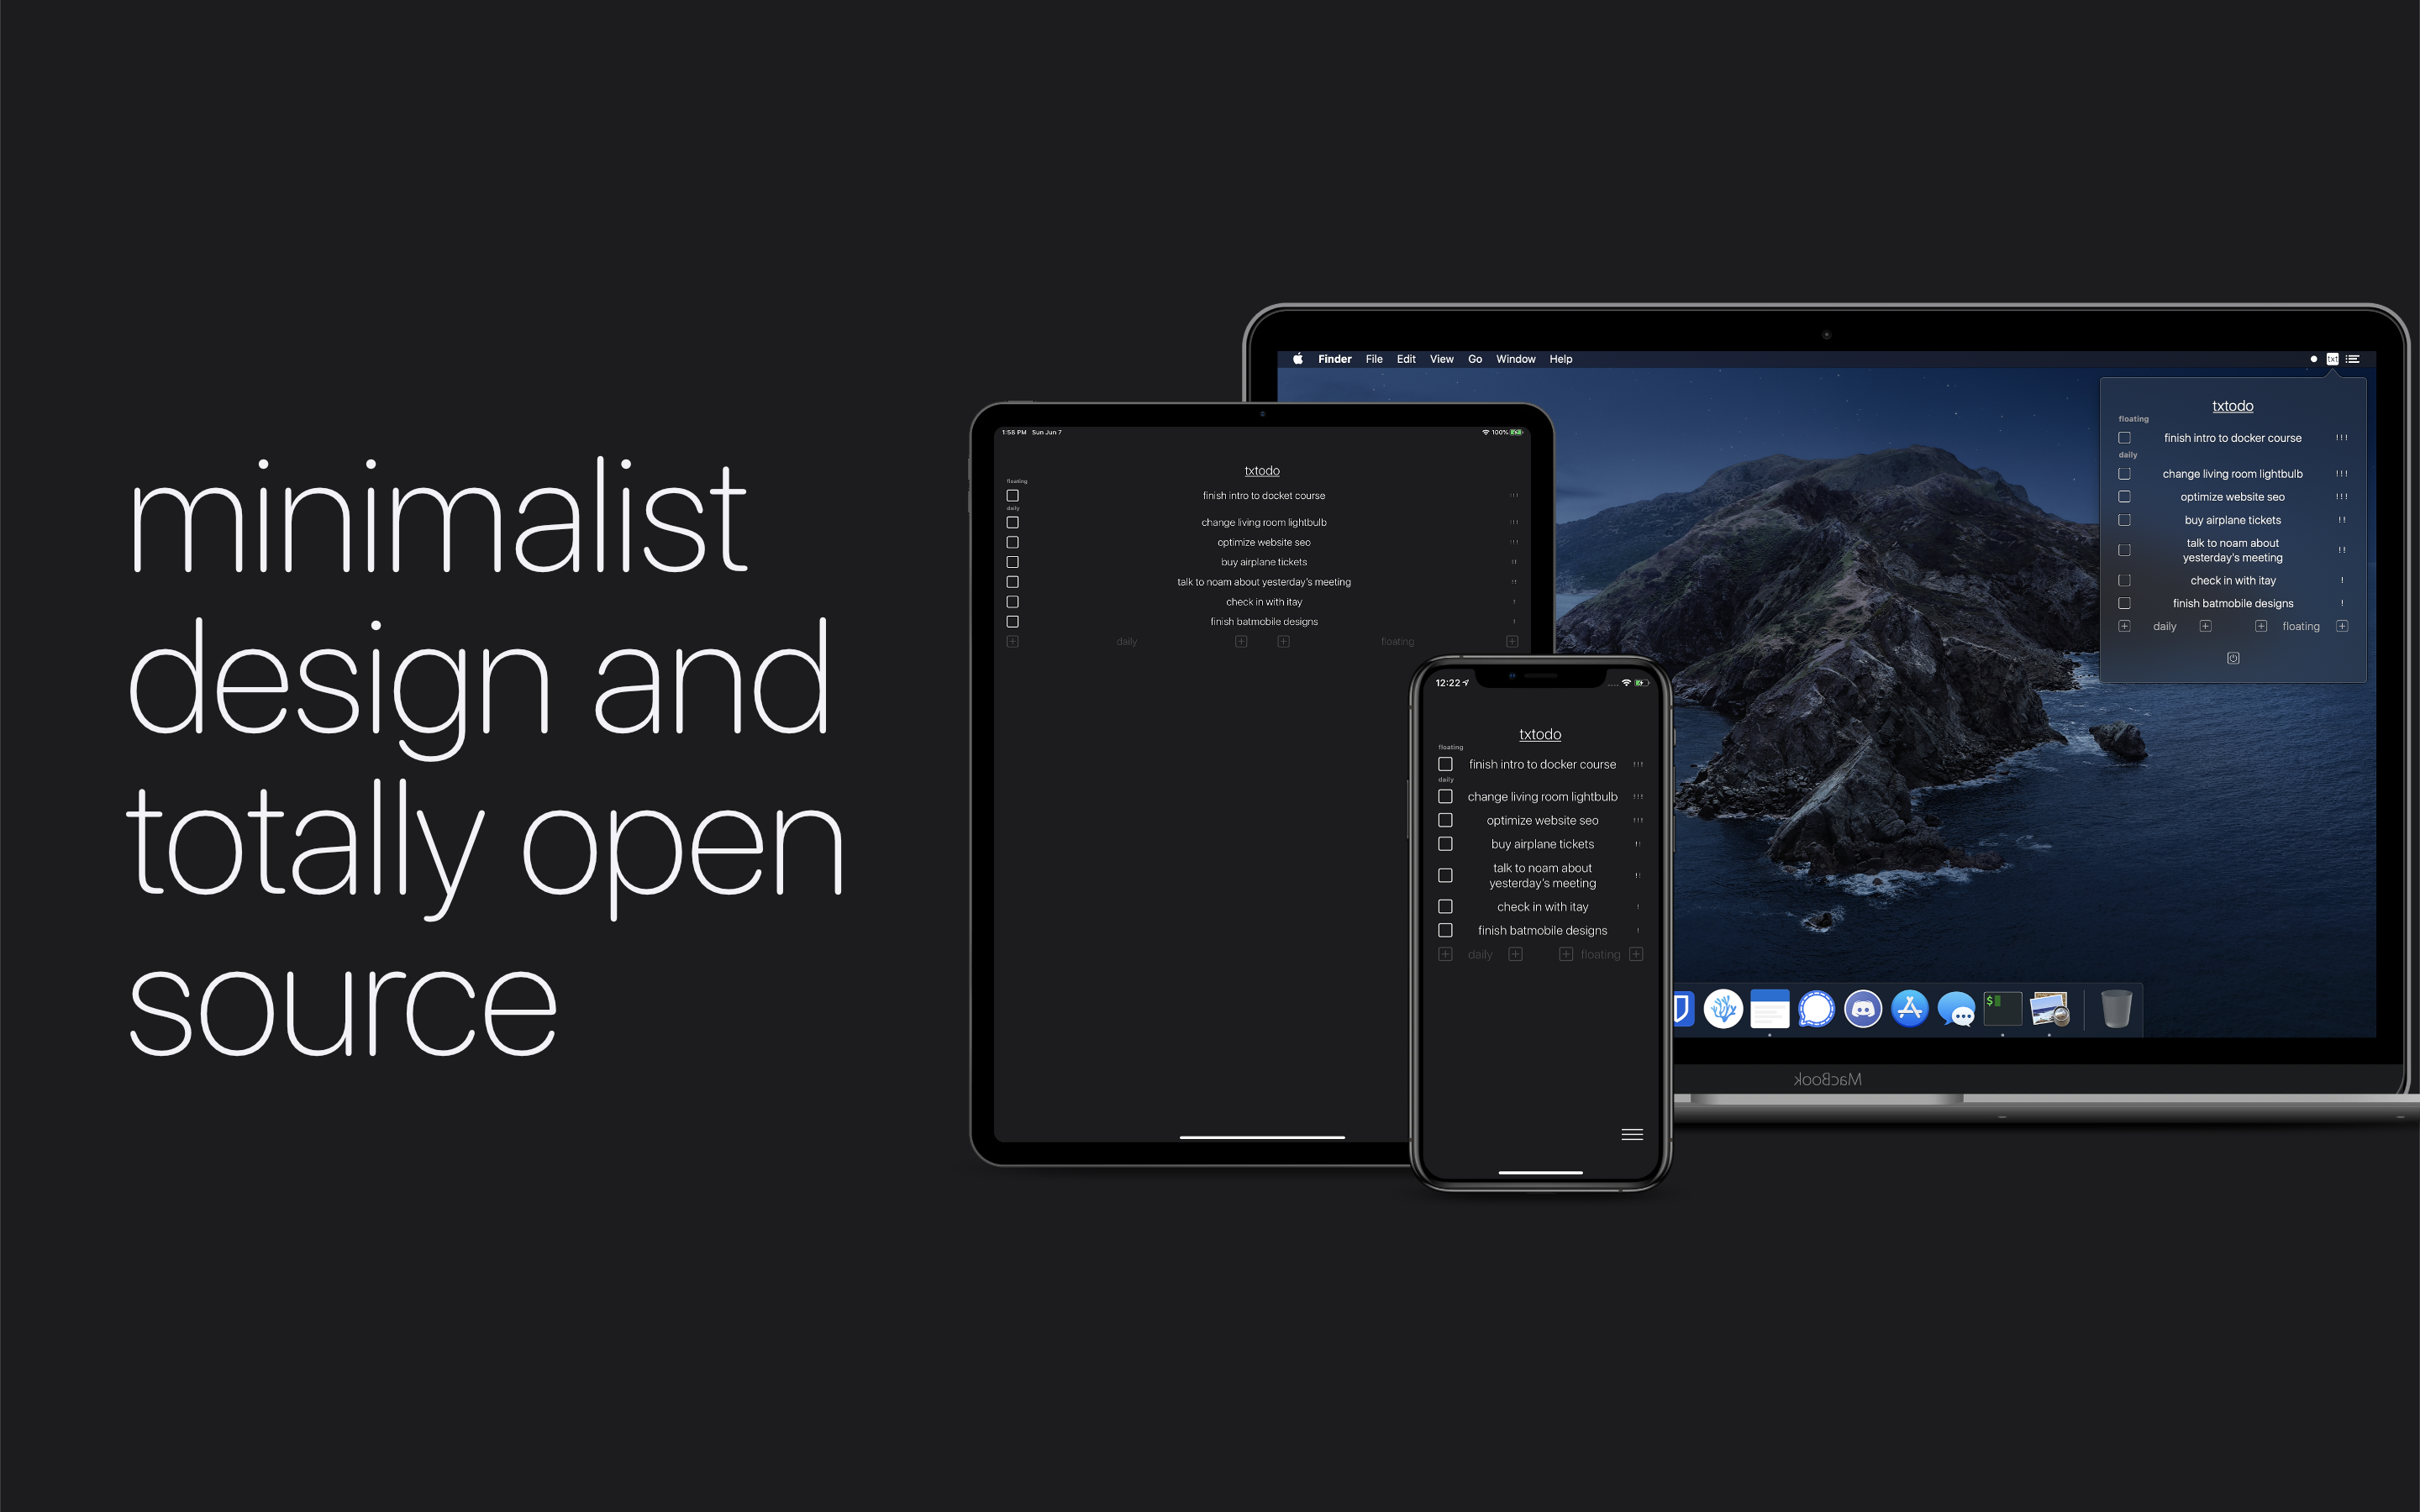 minimalist
design and
totally open
source
1:58 PM Sun Jun 7
100%
txtodo
floating
finish intro to docket course
!!!
daily
change living room lightbulb
!!!
optimize website seo
!!!
buy airplane tickets
!!
talk to noam about yesterday's meeting
!!
check in with itay
!
finish batmobile designs
!
daily
floating
Finder File Edit View Go Window Help
txt
txtodo
floating
finish intro to docker course
!!!
daily
change living room lightbulb
!!!
optimize website seo
!!!
buy airplane tickets
!!
talk to noam about
yesterday's meeting
!!
check in with itay
!
finish batmobile designs
!
daily
floating
$
MacBook
12:22
txtodo
floating
finish intro to docker course
!!!
daily
change living room lightbulb
!!!
optimize website seo
!!!
buy airplane tickets
!!
talk to noam about
yesterday's meeting
!!
check in with itay
!
finish batmobile designs
!
daily
floating